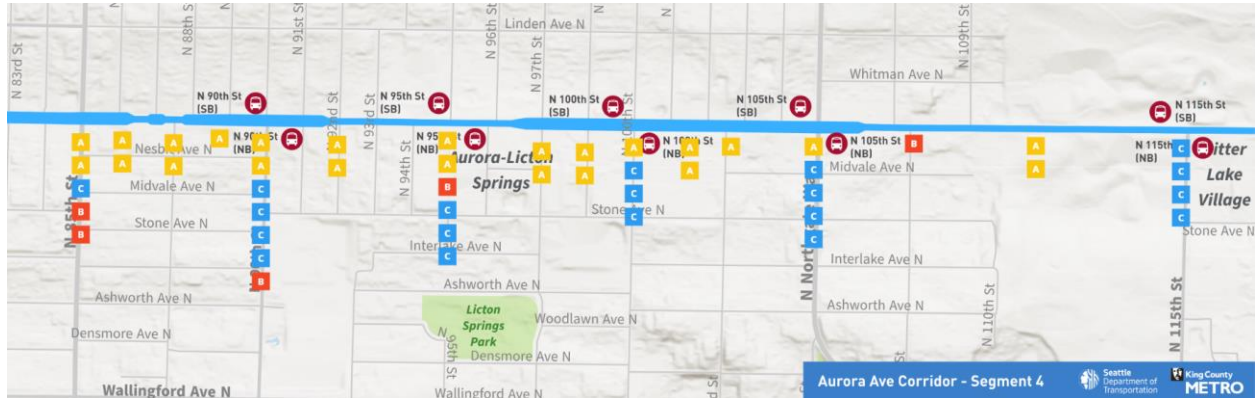 N 83rd St
N 88th S
N 91st St
Linden Ave N
N 96th St
N 97th St
N 109th St
Whitman Ave N
N 90th St
(SB)
N 95th St
(SB)
N 100th St
(SB)
N 105th St
(SB)
N 115th St
(SB)
N 93rd St
N 94th St
(NB)
(NB)
(NB)
N 105th St
(NB)
N 115th
(NB)
A A A A A A A A A A A A B A
A A A A A A A C A C A C
Aurora-Licton
Springs
itter
Lake
Village
Midvale Ave N
Midvale Ave N
C C B C C C
Stone Ave N
Stone Ave N
Stone Ave N
B C C C C C
B C C C
Interlake Ave N
Interlake Ave N
C C
B
N 85th St
Ashworth Ave N
Ashworth Ave N
Ashworth Ave N
Licton
Springs
Park
Woodlawn Ave N
Densmore Ave N
Densmore Ave N
N 95th St
N 110th St
N 115th St
Wallingford Ave N
Wallingford Ave N
Aurora Ave Corridor - Segment 4
Seattle
Department of
Transportation
King County
METRO